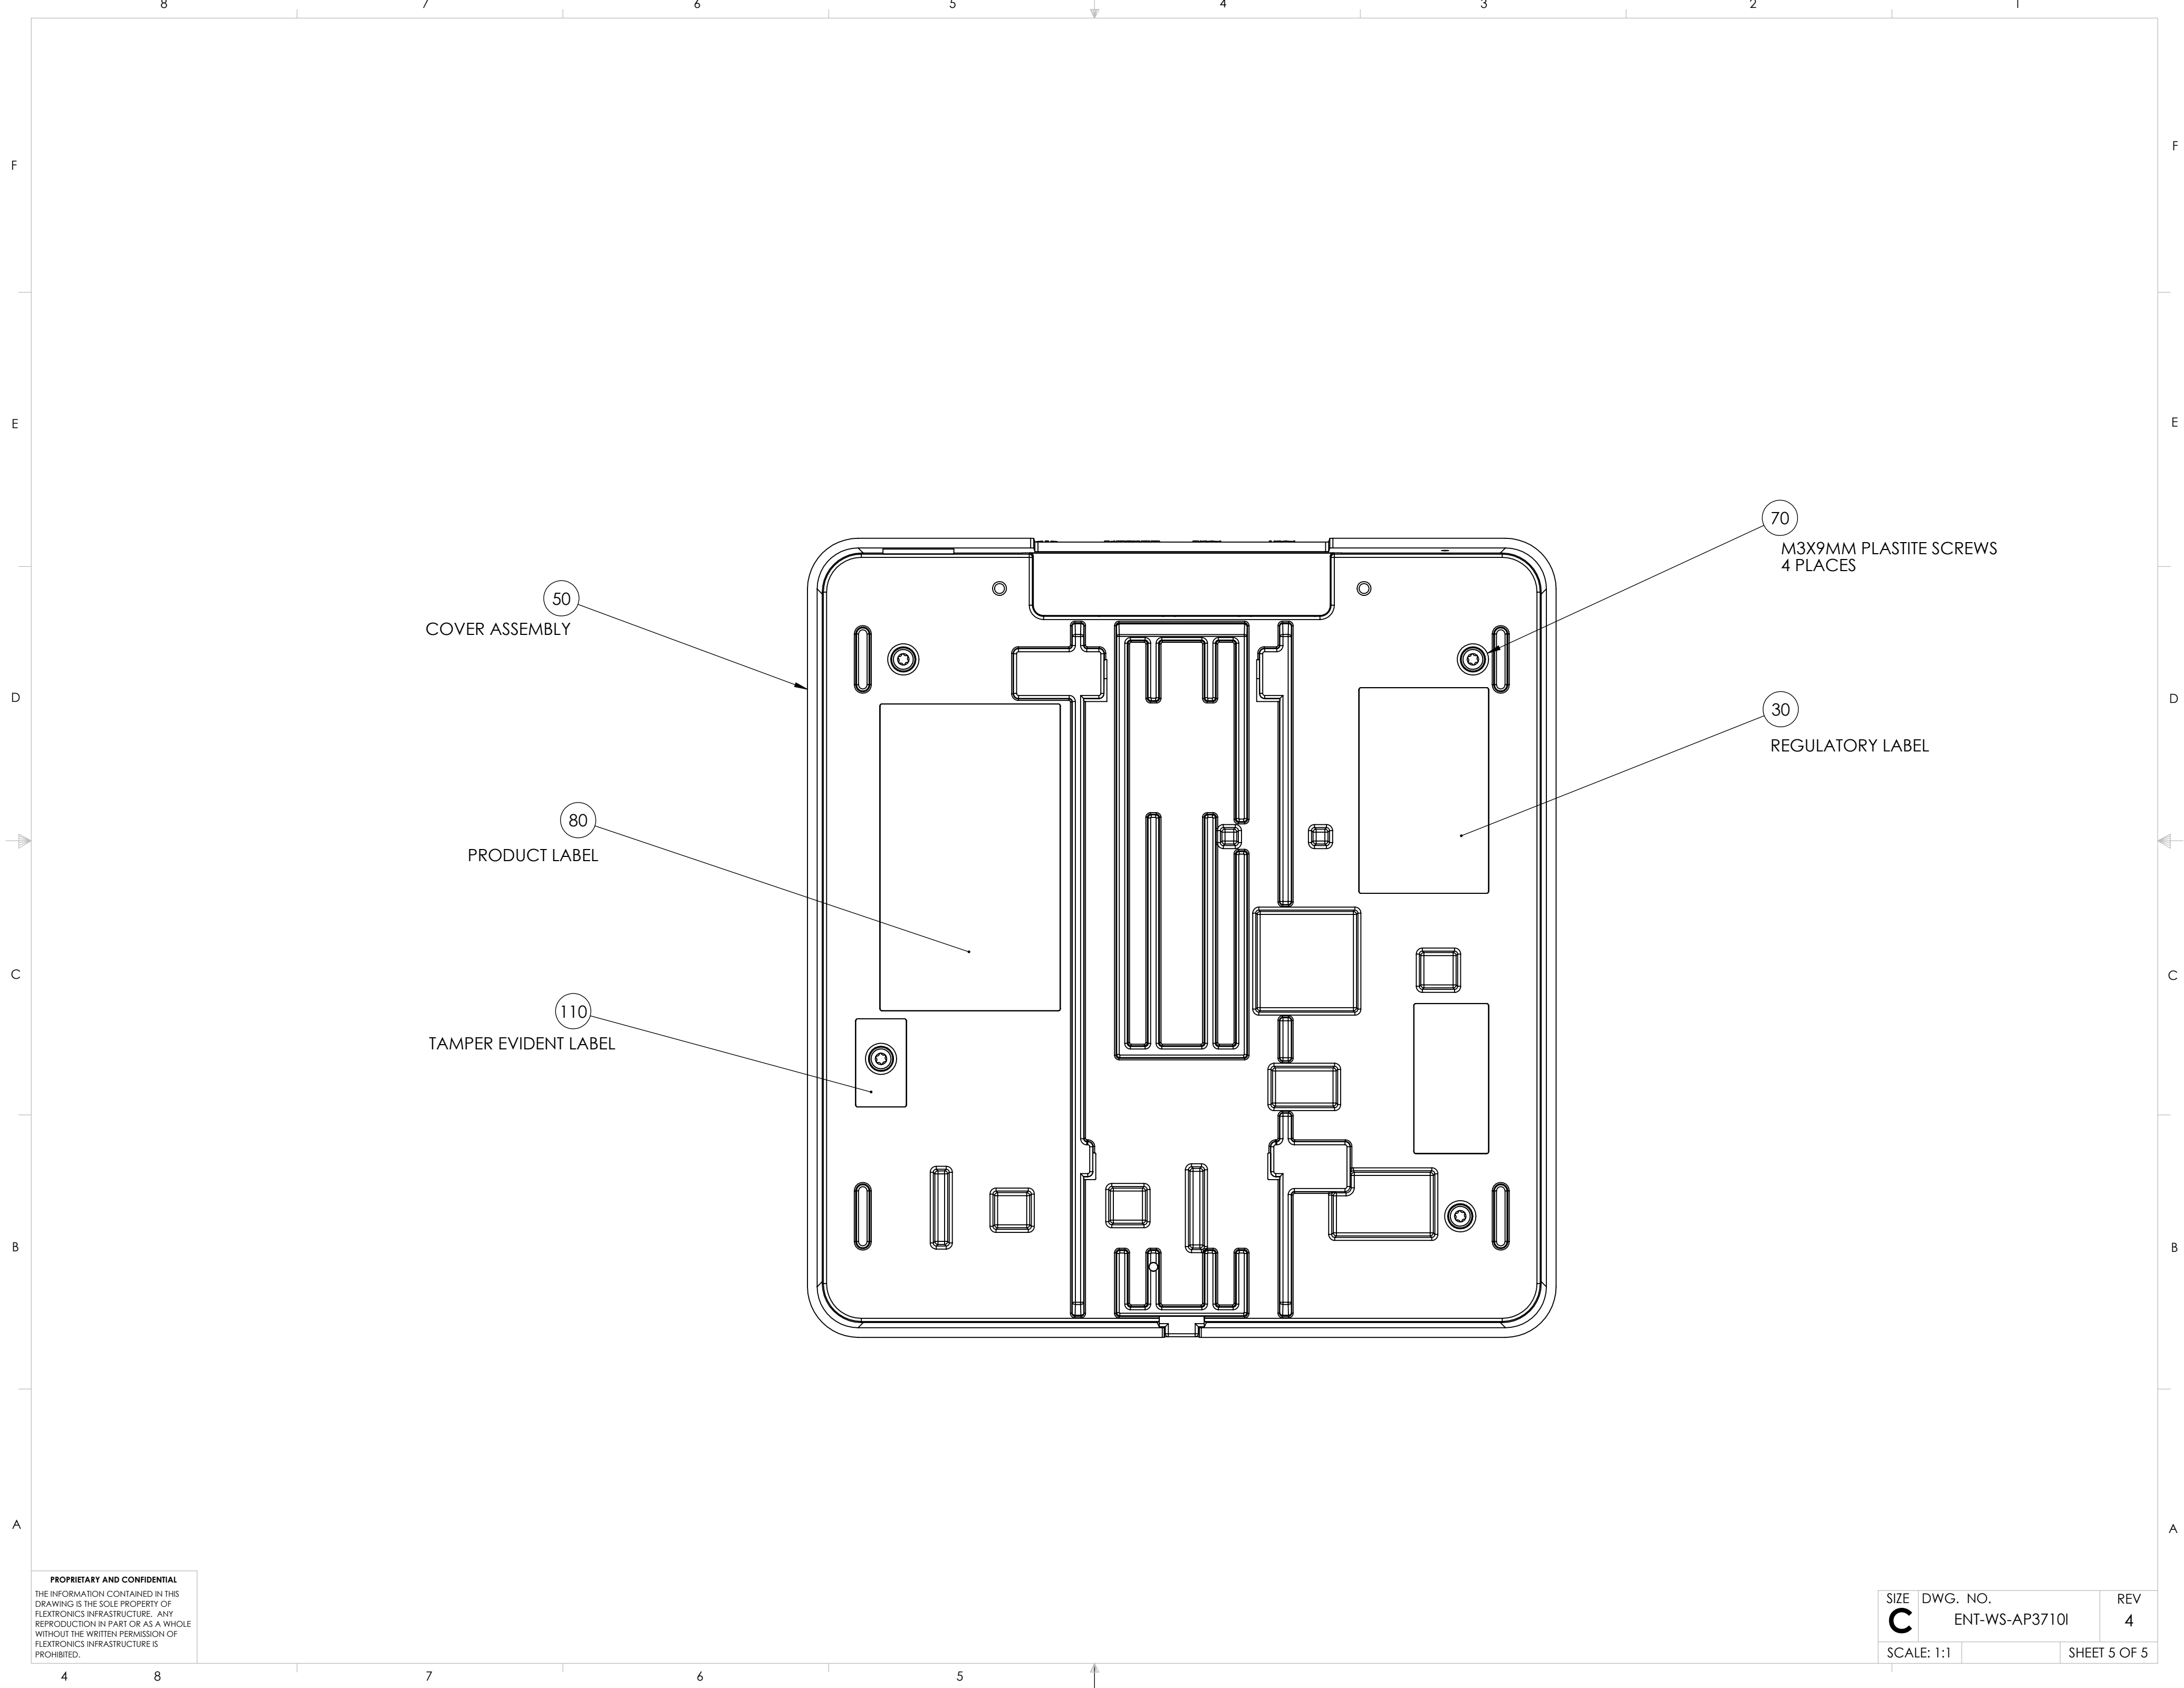 8 7 6 5 4 3 2 1
F F
E E
70
M3X9MM PLASTITE SCREWS
4 PLACES
50
COVER ASSEMBLY
D D
30
REGULATORY LABEL
80
PRODUCT LABEL
C C
110
TAMPER EVIDENT LABEL
B B
A A
PROPRIETARY AND CONFIDENTIAL
THE INFORMATION CONTAINED IN THIS
DRAWING IS THE SOLE PROPERTY OF
FLEXTRONICS INFRASTRUCTURE. ANY
REPRODUCTION IN PART OR AS A WHOLE
WITHOUT THE WRITTEN PERMISSION OF
FLEXTRONICS INFRASTRUCTURE IS
PROHIBITED.
SIZE DWG. NO. REV
C ENT-WS-AP3710I 4
SCALE: 1:1 SHEET 5 OF 5
4 8 7 6 5